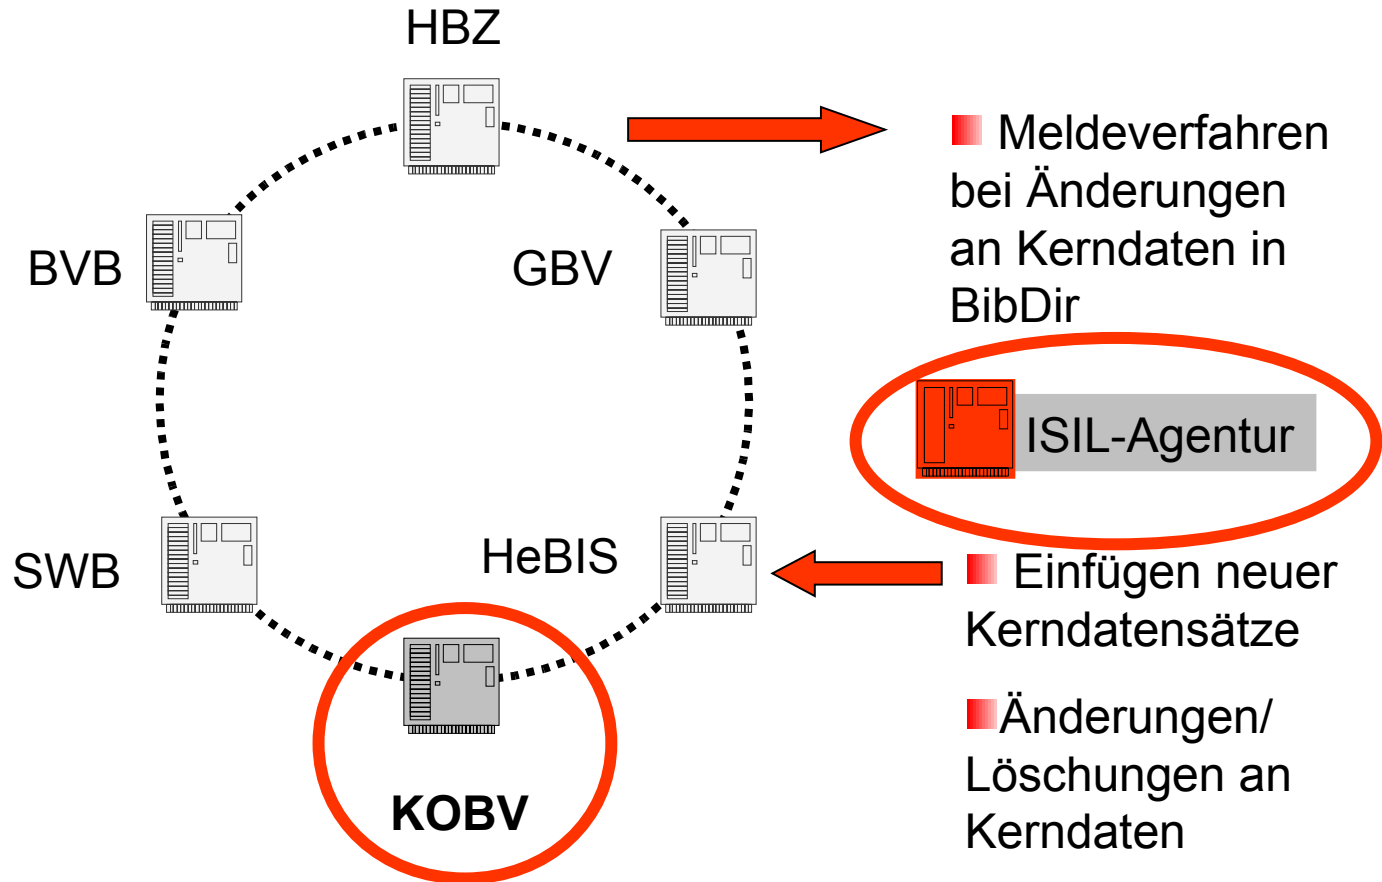 HBZ
BVB
GBV
SWB
HeBIS
KOBV
Meldeverfahren
bei Änderungen
an Kerndaten in
BibDir
ISIL-Agentur
Einfügen neuer
Kerndatensätze
Änderungen/
Löschungen an
Kerndaten